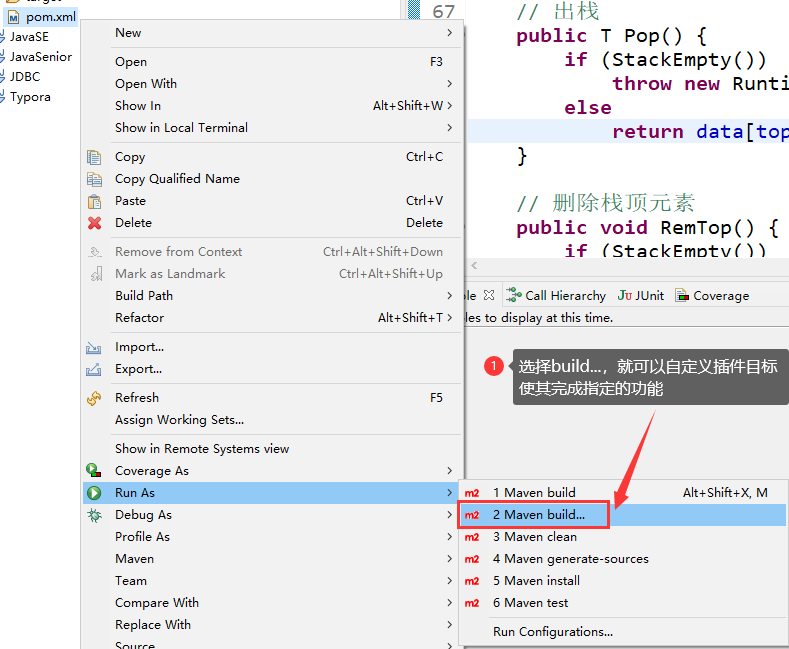 pom.xml
JavaSE
JavaSenior
JDBC
Typora
New
Open F3
Open With
Show In Alt+Shift+W
Show in Local Terminal
Copy Ctrl+C
Copy Qualified Name
Paste Ctrl+V
Delete Delete
Remove from Context Ctrl+Alt+Shift+Down
Mark as Landmark Ctrl+Alt+Shift+Up
Build Path
Refactor Alt+Shift+T
Import...
Export...
Refresh F5
Assign Working Sets...
Show in Remote Systems view
Coverage As
Run As
Debug As
Profile As
Maven
Team
Compare With
Replace With
Source
67
// 出栈
public T Pop() {
if (StackEmpty())
throw new Runti
else
return data[top
}
// 删除栈顶元素
public void RemTop() {
if (StackEmpty())
Call Hierarchy Ju JUnit Coverage
les to display at this time.
1 选择build...，就可以自定义插件目标
使其完成指定的功能
m2 1 Maven build Alt+Shift+X, M
m2 2 Maven build...
m2 3 Maven clean
m2 4 Maven generate-sources
m2 5 Maven install
m2 6 Maven test
Run Configurations...